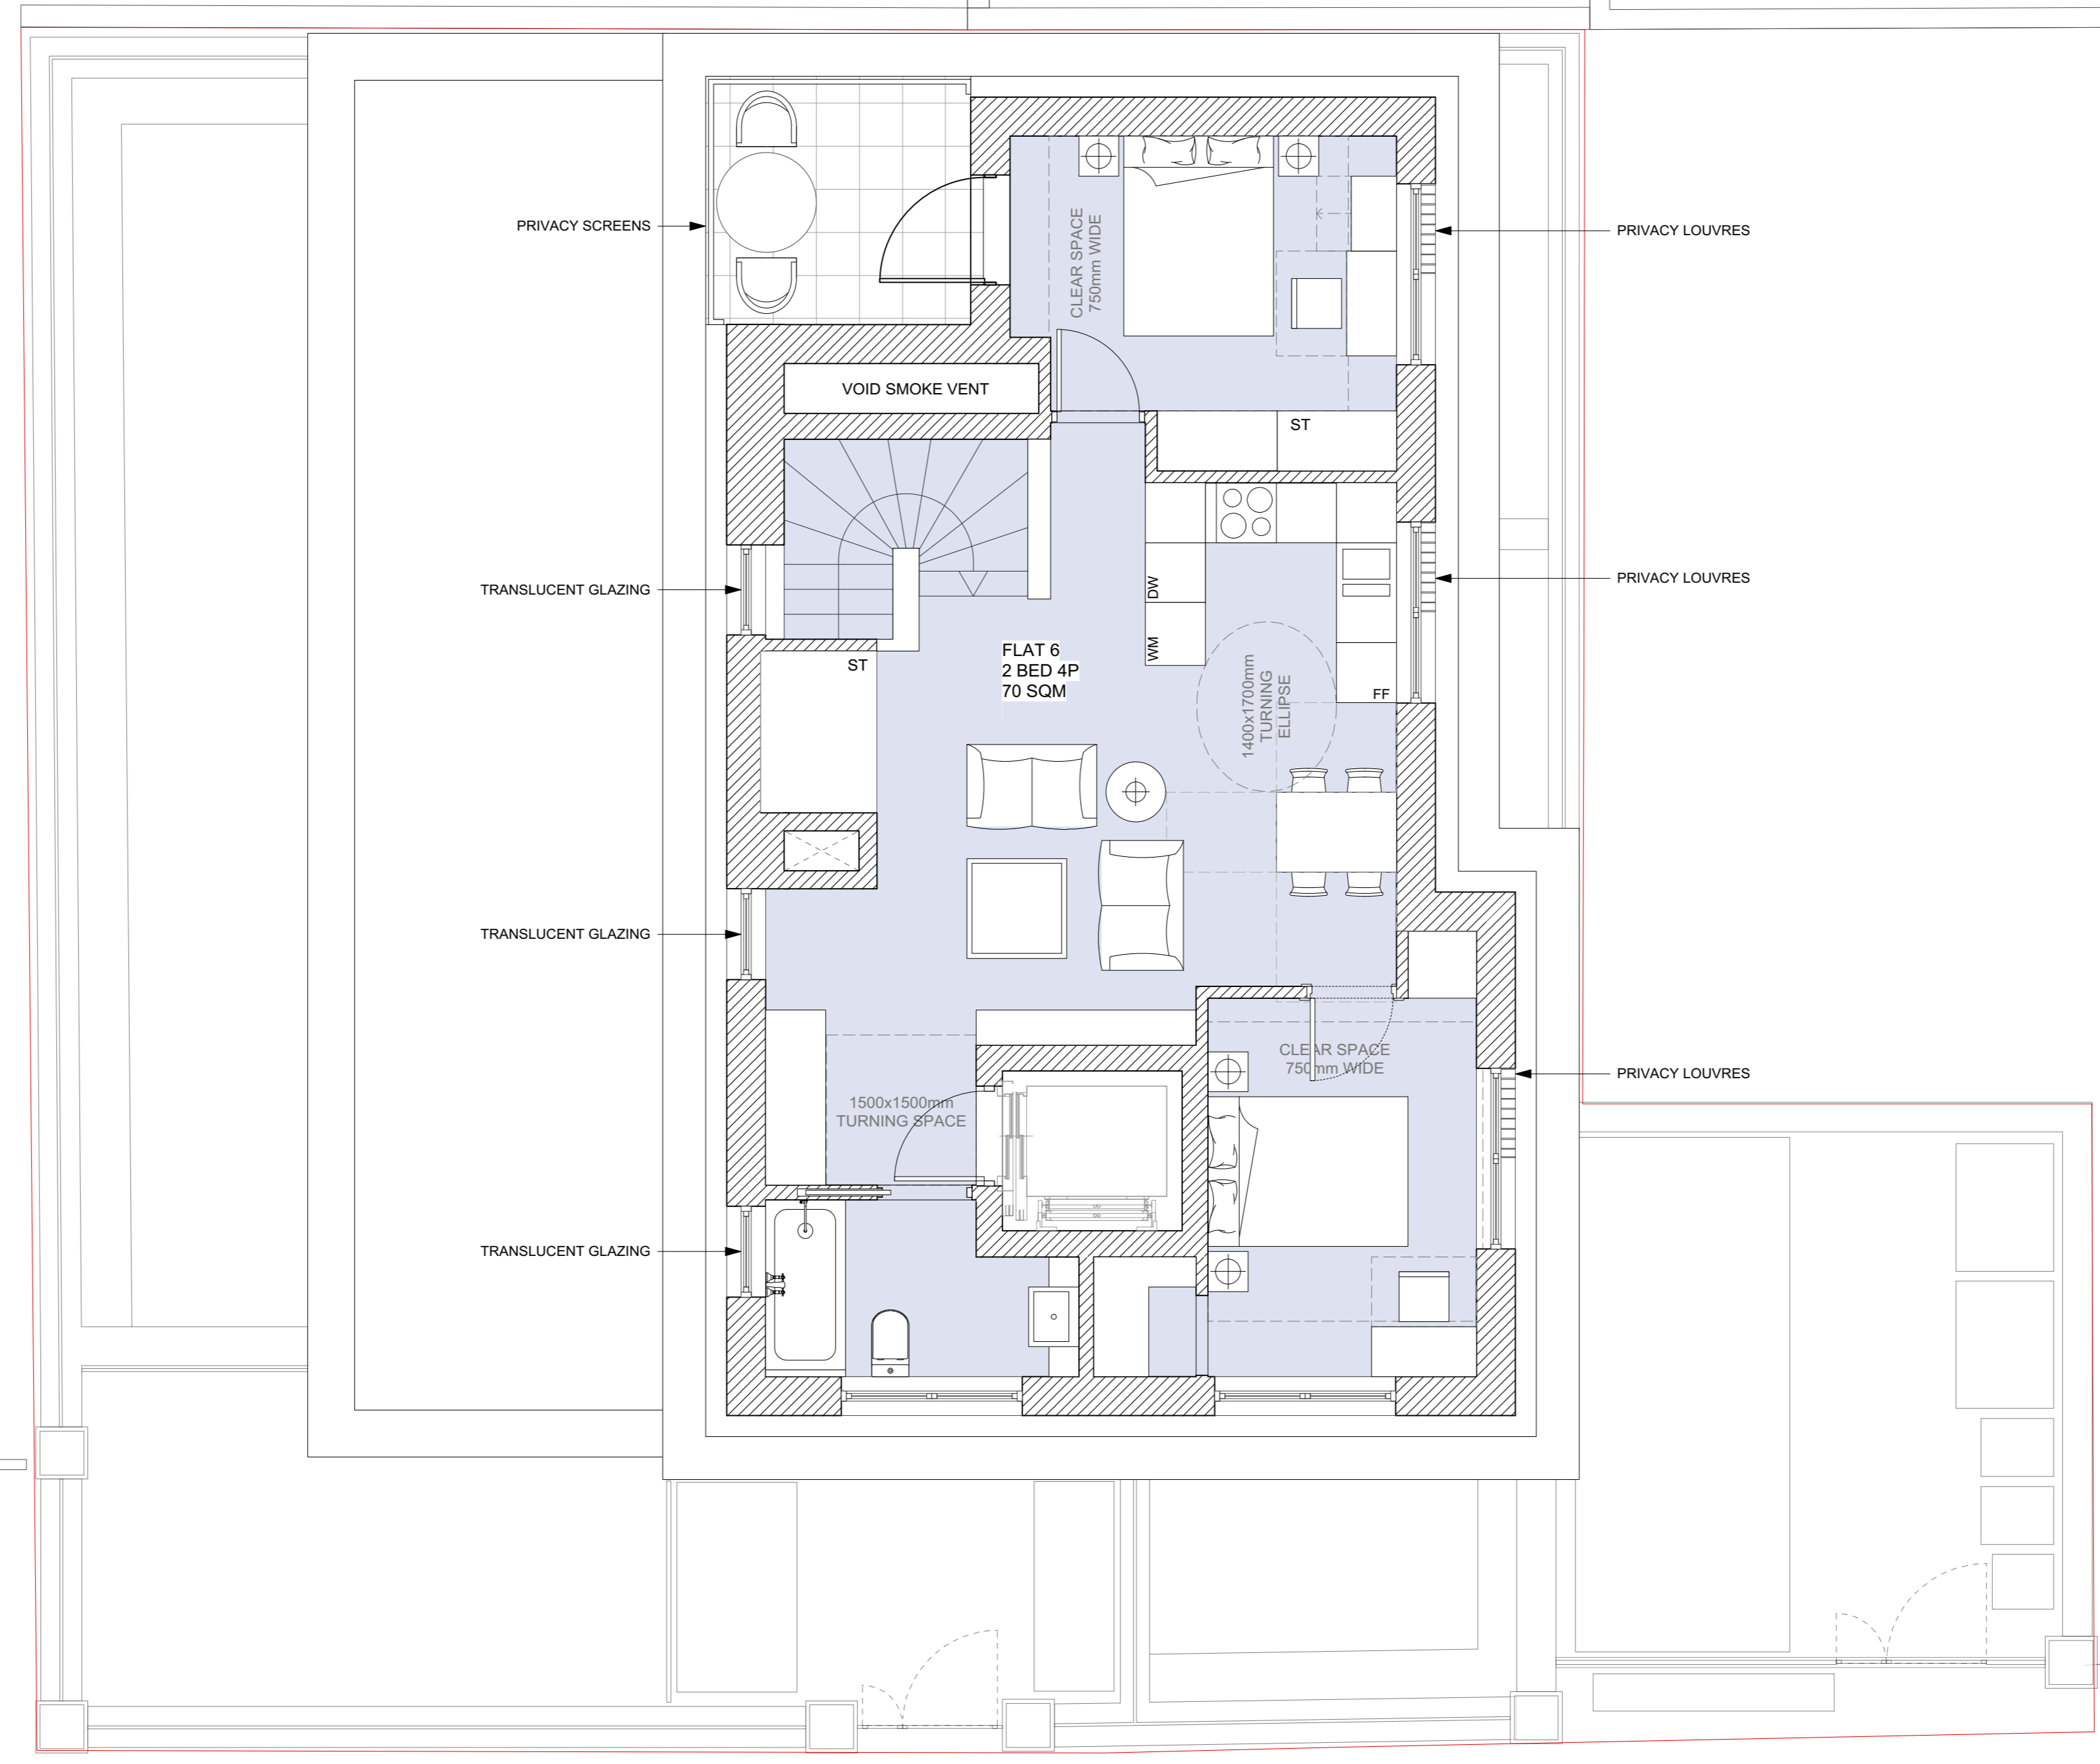 PRIVACY SCREENS
CLEAR SPACE
750mm WIDE
PRIVACY LOUVRES
VOID SMOKE VENT
ST
TRANSLUCENT GLAZING
DW
PRIVACY LOUVRES
WM
FLAT 6
2 BED 4P
70 SQM
ST
1400x1700mm
TURNING
ELLIPSE
FF
TRANSLUCENT GLAZING
CLEAR SPACE
750mm WIDE
PRIVACY LOUVRES
1500x1500mm
TURNING SPACE
TRANSLUCENT GLAZING